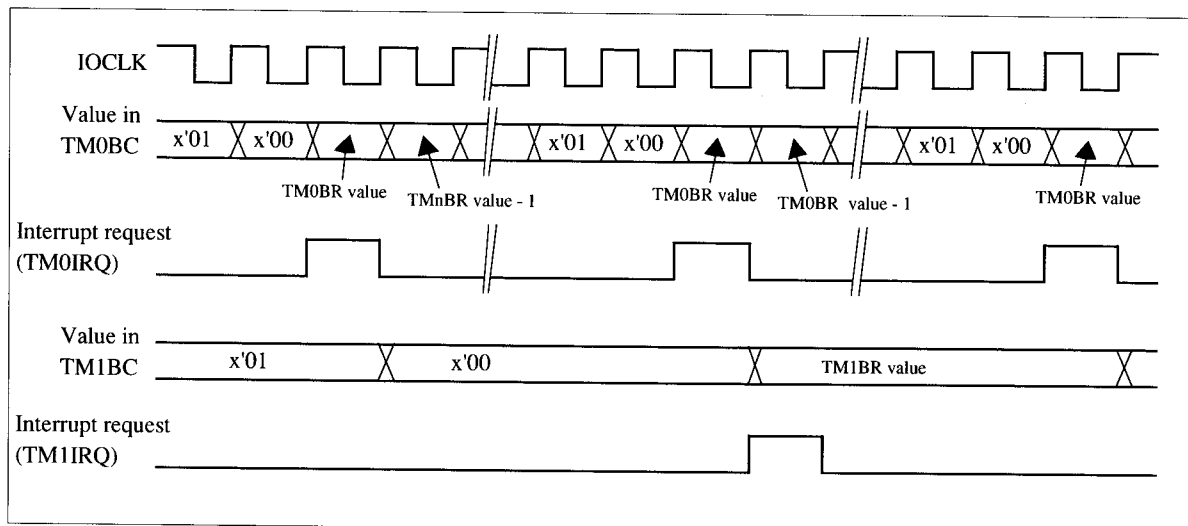 IOCLK
Value in
TM0BC
x'01 x'00 x'01 x'00 x'01 x'00
TM0BR value TMnBR value - 1 TM0BR value TM0BR value - 1 TM0BR value
Interrupt request
(TM0IRQ)
Value in
TM1BC
x'01 x'00 TM1BR value
Interrupt request
(TM1IRQ)